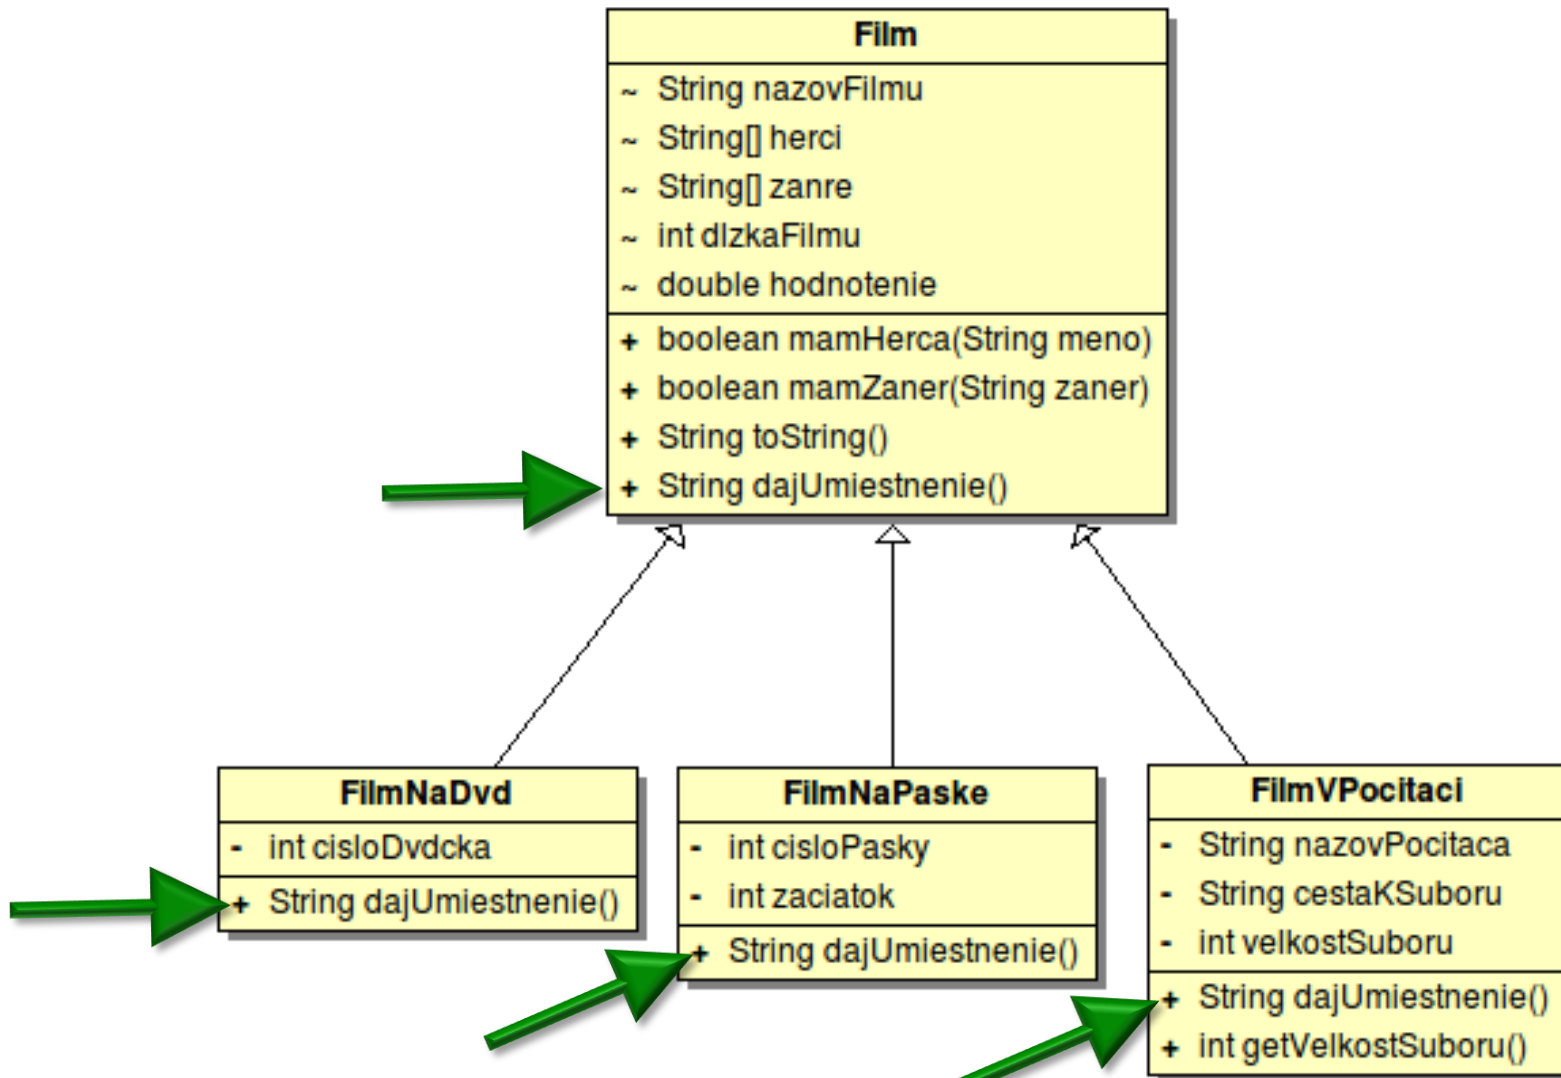 Film
~ String nazovFilmu
~ String[] herci
~ String[] zanre
~ int dlzkaFilmu
~ double hodnotenie
+ boolean mamHerca(String meno)
+ boolean mamZaner(String zaner)
+ String toString()
+ String dajUmiestnenie()
FilmNaDvd
- int cisloDvdcka
+ String dajUmiestnenie()
FilmNaPaske
- int cisloPasky
- int zaciatok
+ String dajUmiestnenie()
FilmVPocitaci
- String nazovPocitaca
- String cestaKSuboru
- int velkostSuboru
+ String dajUmiestnenie()
+ int getVelkostSuboru()